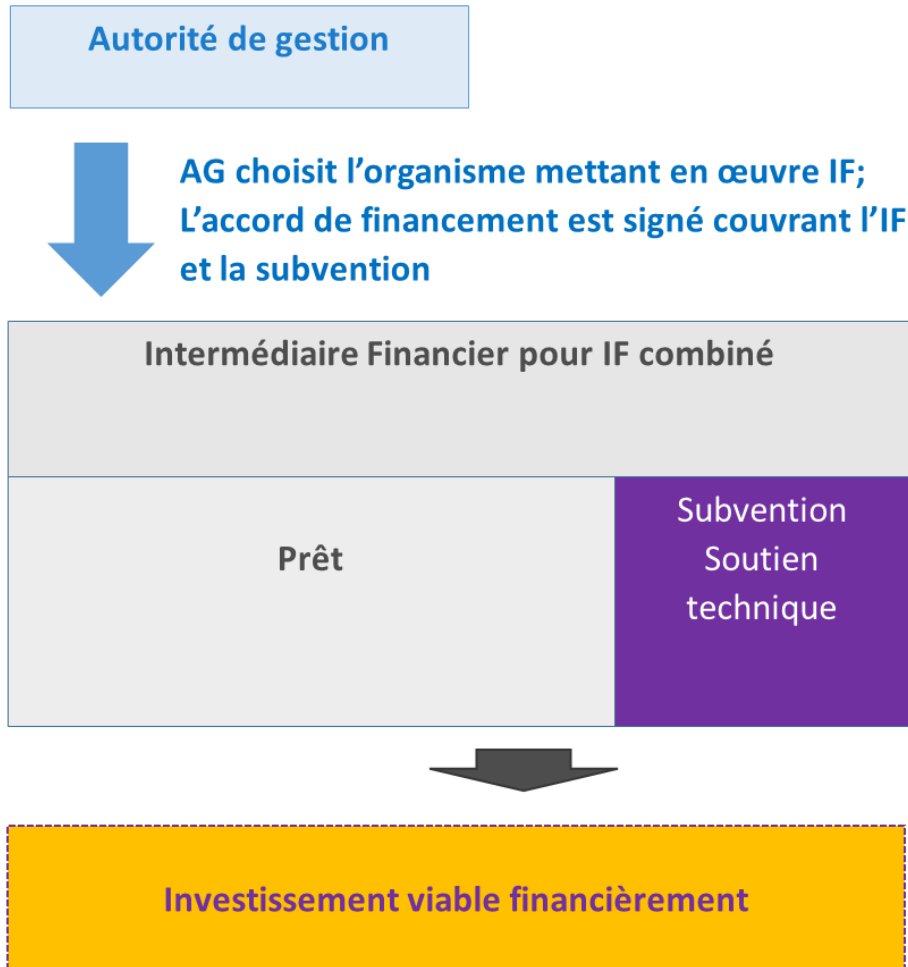 Autorité de gestion
AG choisit l’organisme mettant en œuvre IF;
L’accord de financement est signé couvrant l’IF
et la subvention
Intermédiaire Financier pour IF combiné
Prêt
Subvention
Soutien
technique
Investissement viable financièrement